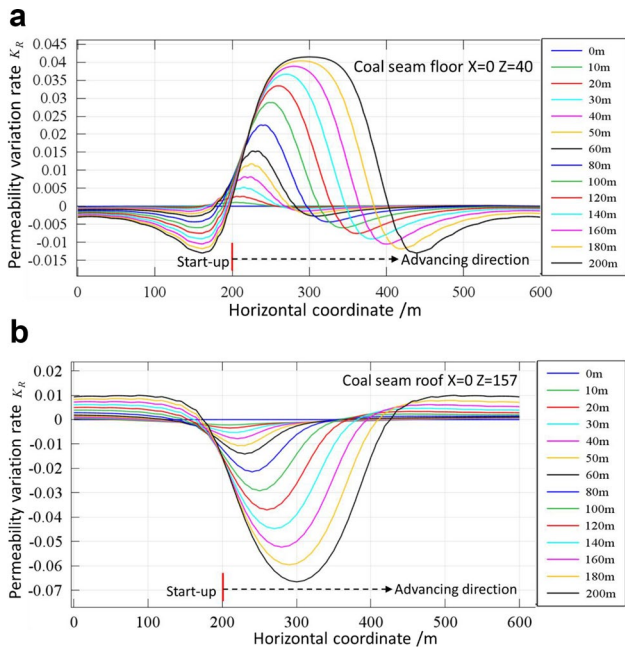 a
Permeability variation rate K_R
0.045
0.04
0.035
0.03
0.025
0.02
0.015
0.01
0.005
0
-0.005
-0.01
-0.015
Coal seam floor X=0 Z=40
Start-up
Advancing direction
0 100 200 300 400 500 600
Horizontal coordinate /m
0m
10m
20m
30m
40m
50m
60m
80m
100m
120m
140m
160m
180m
200m
b
Permeability variation rate K_R
0.02
0.01
0
-0.01
-0.02
-0.03
-0.04
-0.05
-0.06
-0.07
Coal seam roof X=0 Z=157
Start-up
Advancing direction
0 100 200 300 400 500 600
Horizontal coordinate /m
0m
10m
20m
30m
40m
50m
60m
80m
100m
120m
140m
160m
180m
200m